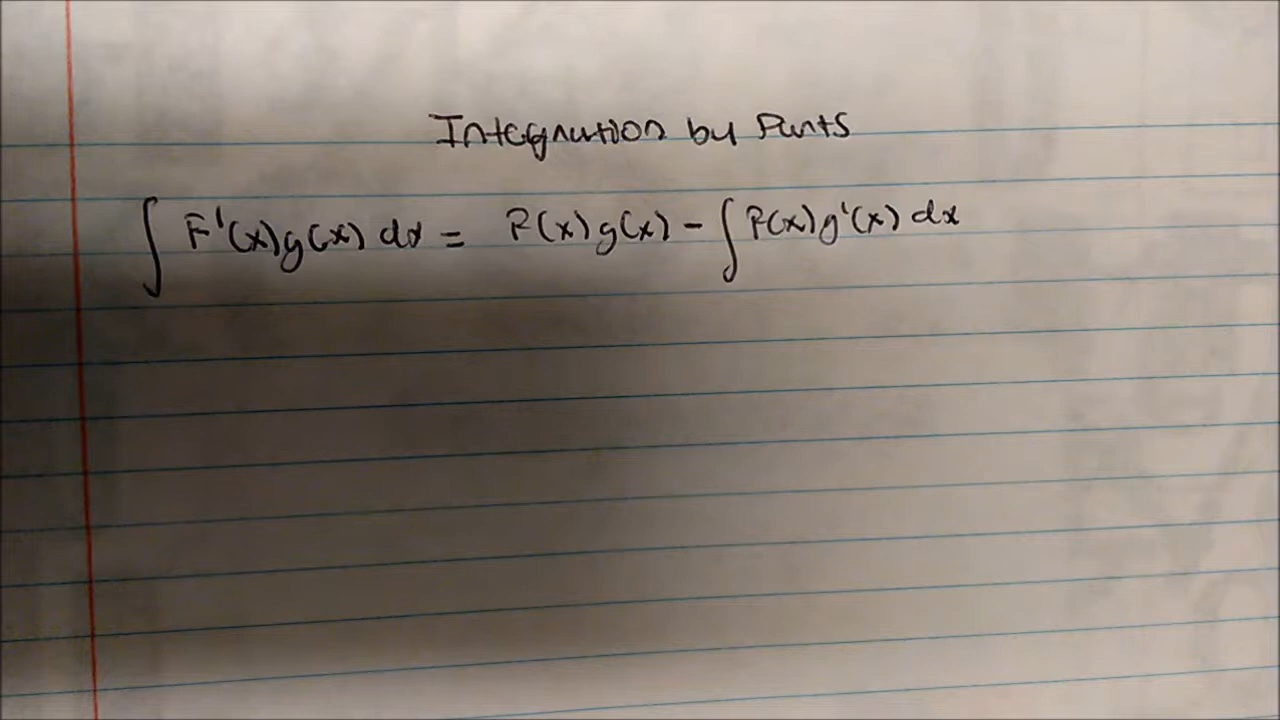 Integration by Parts
∫ F'(x)g(x) dx = F(x)g(x) - ∫ F(x)g'(x) dx